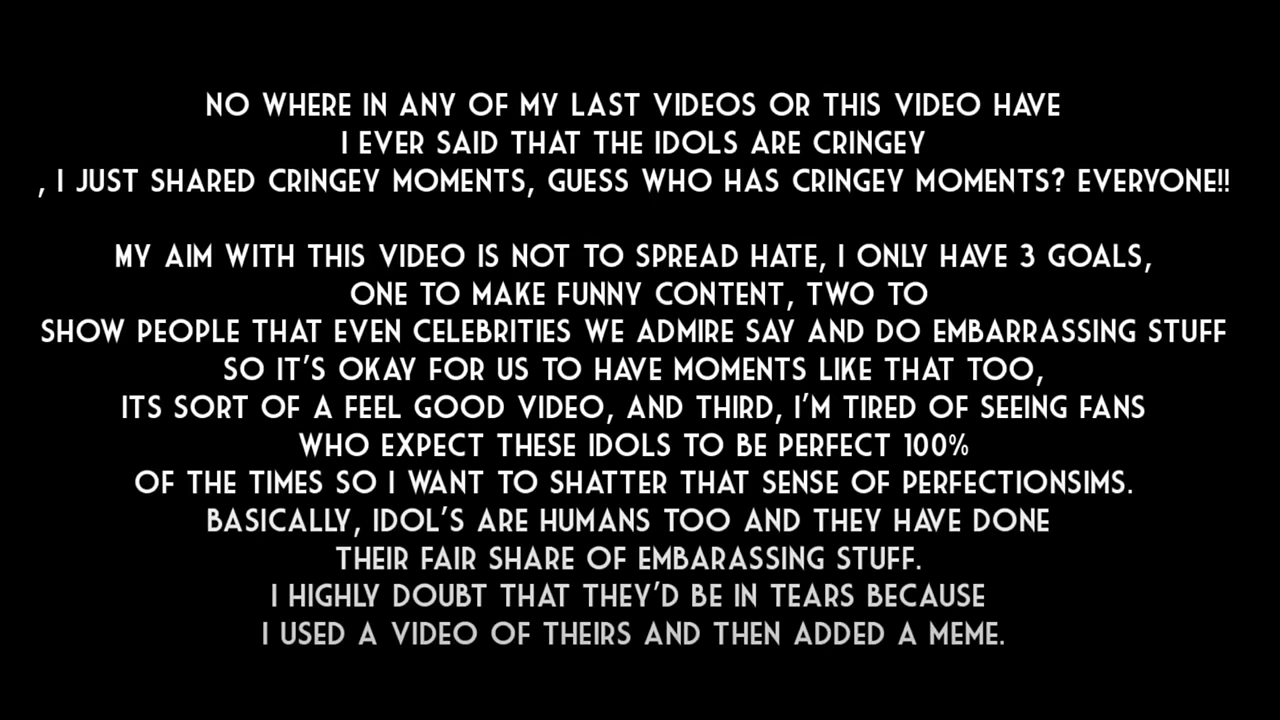 NO WHERE IN ANY OF MY LAST VIDEOS OR THIS VIDEO HAVE
I EVER SAID THAT THE IDOLS ARE CRINGEY
, I JUST SHARED CRINGEY MOMENTS, GUESS WHO HAS CRINGEY MOMENTS? EVERYONE!!
MY AIM WITH THIS VIDEO IS NOT TO SPREAD HATE, I ONLY HAVE 3 GOALS,
ONE TO MAKE FUNNY CONTENT, TWO TO
SHOW PEOPLE THAT EVEN CELEBRITIES WE ADMIRE SAY AND DO EMBARRASSING STUFF
SO IT'S OKAY FOR US TO HAVE MOMENTS LIKE THAT TOO,
ITS SORT OF A FEEL GOOD VIDEO, AND THIRD, I'M TIRED OF SEEING FANS
WHO EXPECT THESE IDOLS TO BE PERFECT 100%
OF THE TIMES SO I WANT TO SHATTER THAT SENSE OF PERFECTIONSIMS.
BASICALLY, IDOL'S ARE HUMANS TOO AND THEY HAVE DONE
THEIR FAIR SHARE OF EMBARASSING STUFF.
I HIGHLY DOUBT THAT THEY'D BE IN TEARS BECAUSE
I USED A VIDEO OF THEIRS AND THEN ADDED A MEME.